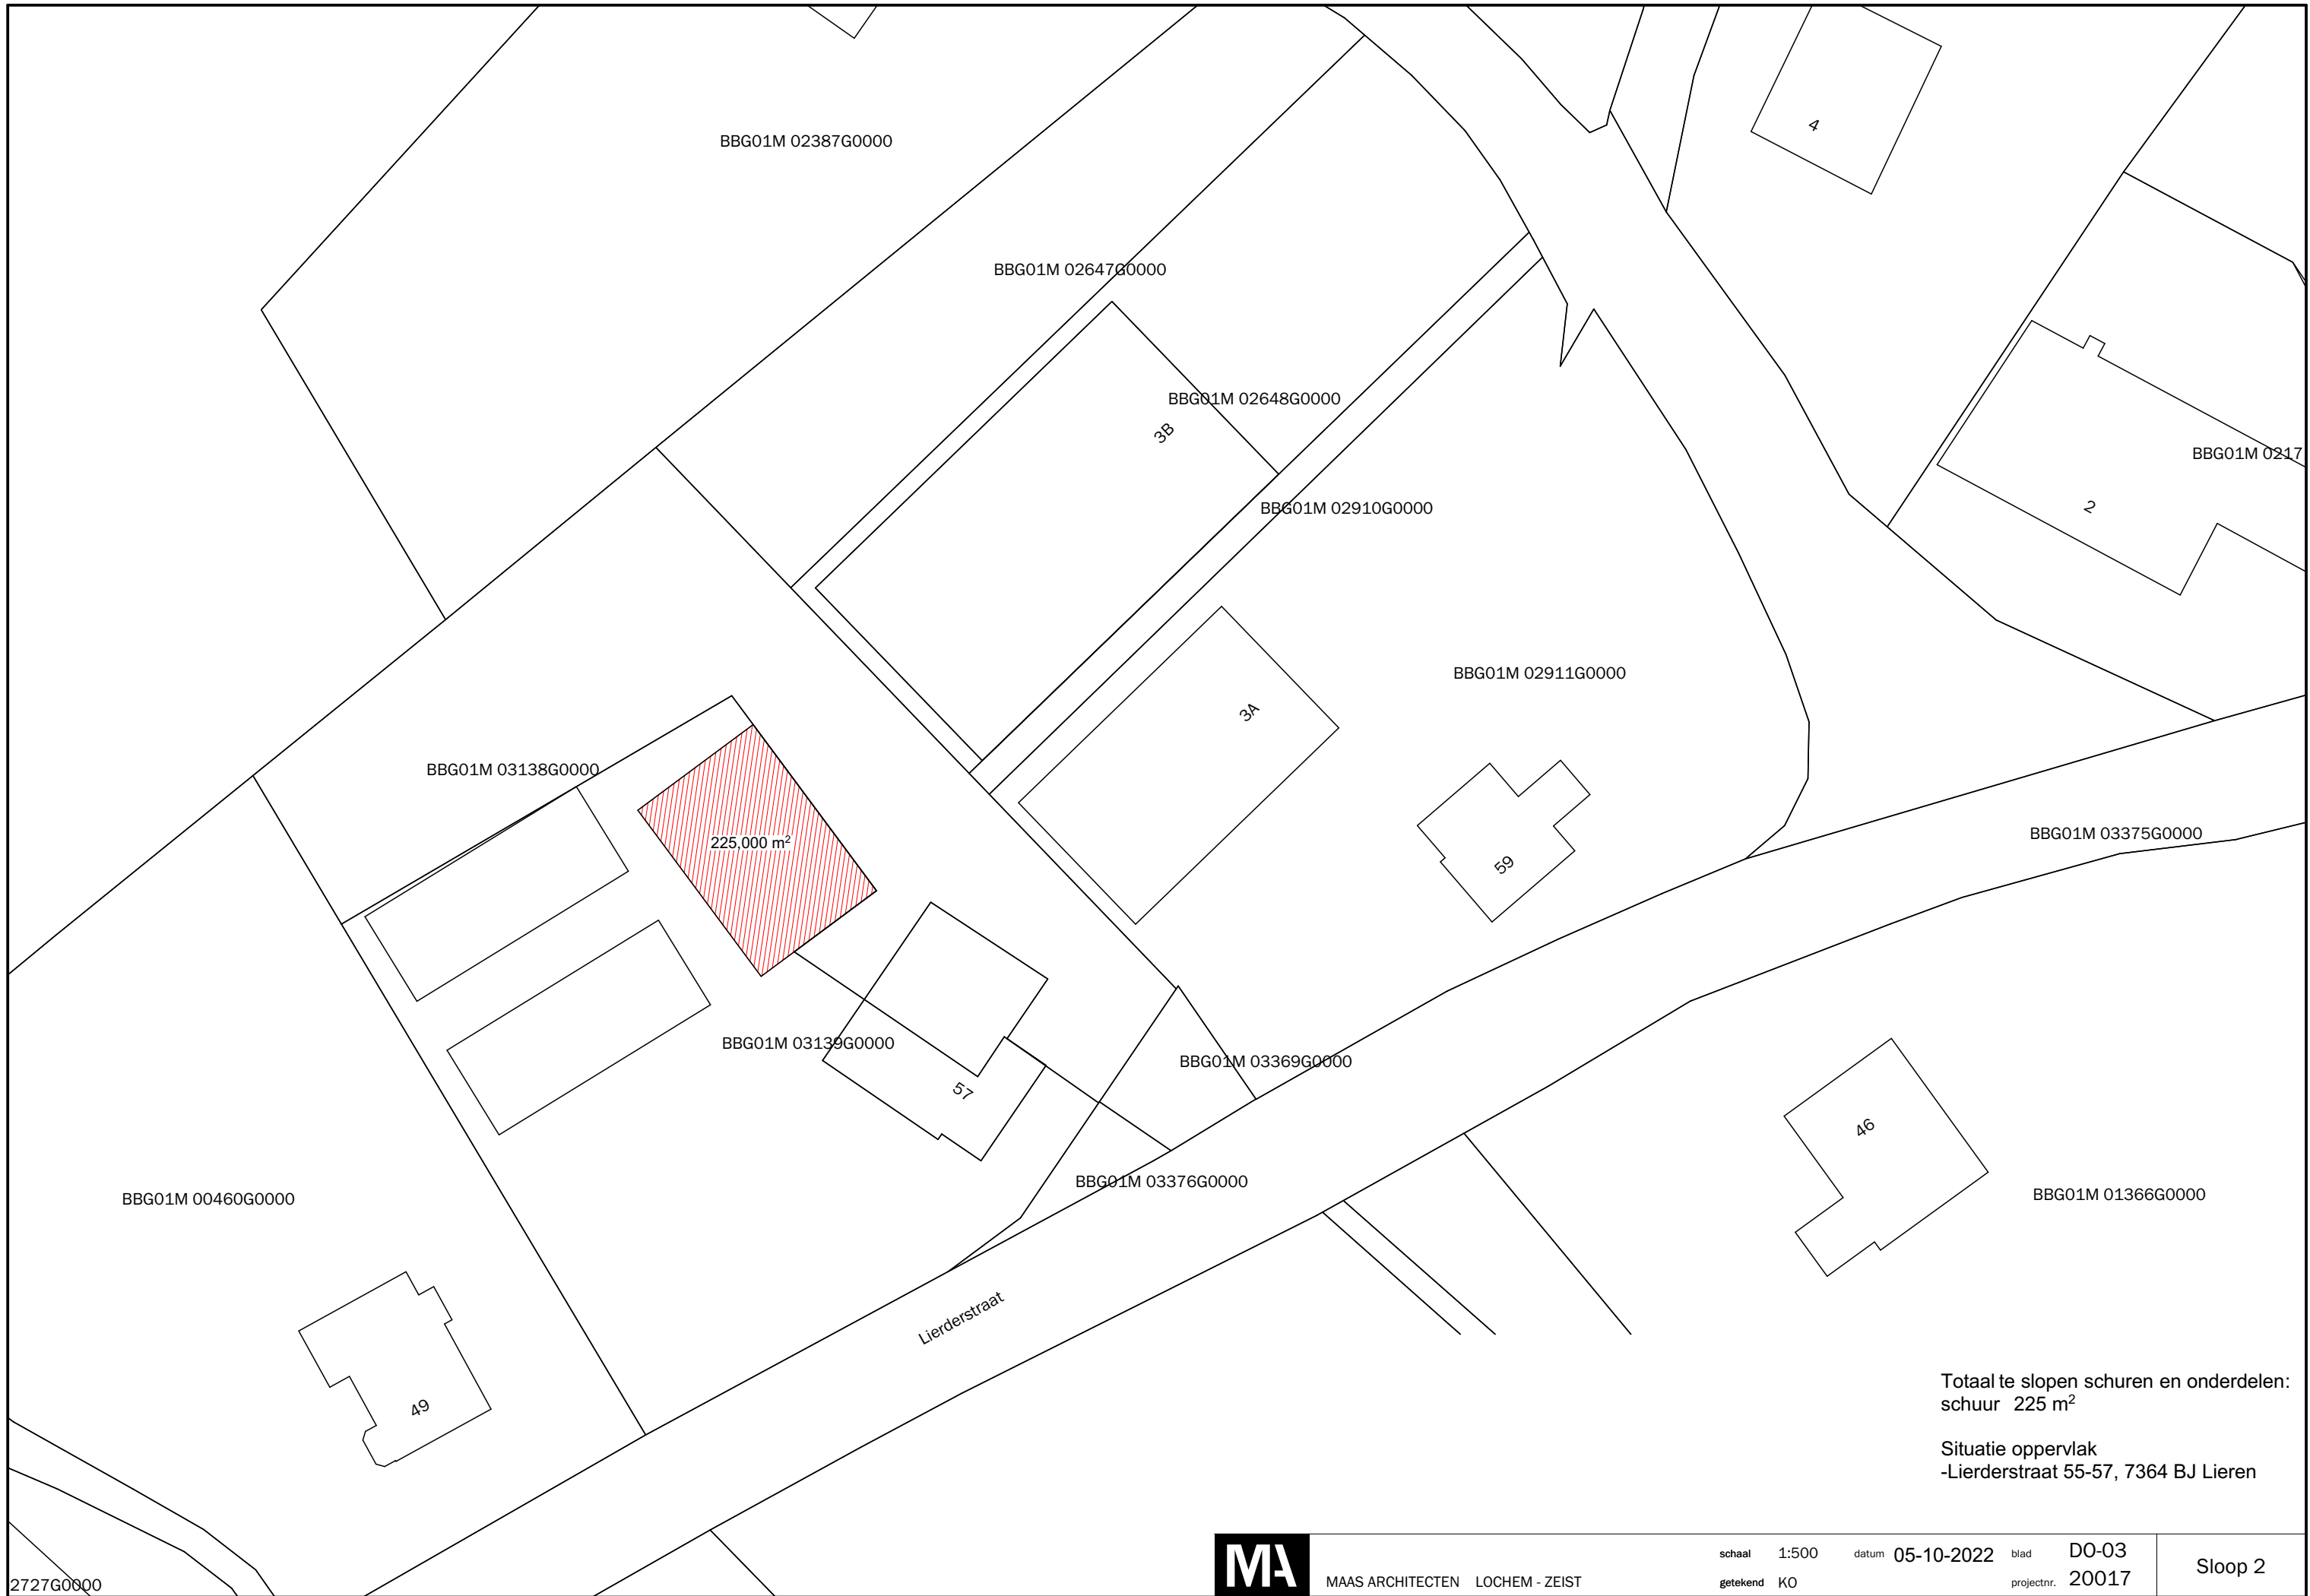 BBG01M 02387G0000
4
BBG01M 02647G0000
BBG01M 02648G0000
3B
BBG01M 0217
2
BBG01M 02910G0000
BBG01M 02911G0000
3A
BBG01M 03138G0000
225,000 m²
59
BBG01M 03375G0000
BBG01M 03139G0000
57
BBG01M 03369G0000
46
BBG01M 03376G0000
BBG01M 00460G0000
BBG01M 01366G0000
Lierderstraat
49
Totaal te slopen schuren en onderdelen:
schuur 225 m²
Situatie oppervlak
-Lierderstraat 55-57, 7364 BJ Lieren
2727G0000
MA
MAAS ARCHITECTEN LOCHEM - ZEIST
schaal 1:500 datum 05-10-2022 blad DO-03
getekend KO projectnr. 20017
Sloop 2